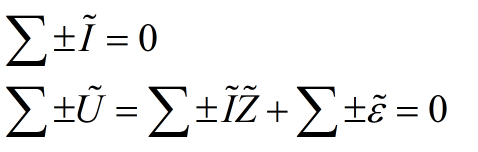 ∑ ± Ĩ = 0
∑ ± Ũ = ∑ ± ĨZ̃ + ∑ ± ε̃ = 0